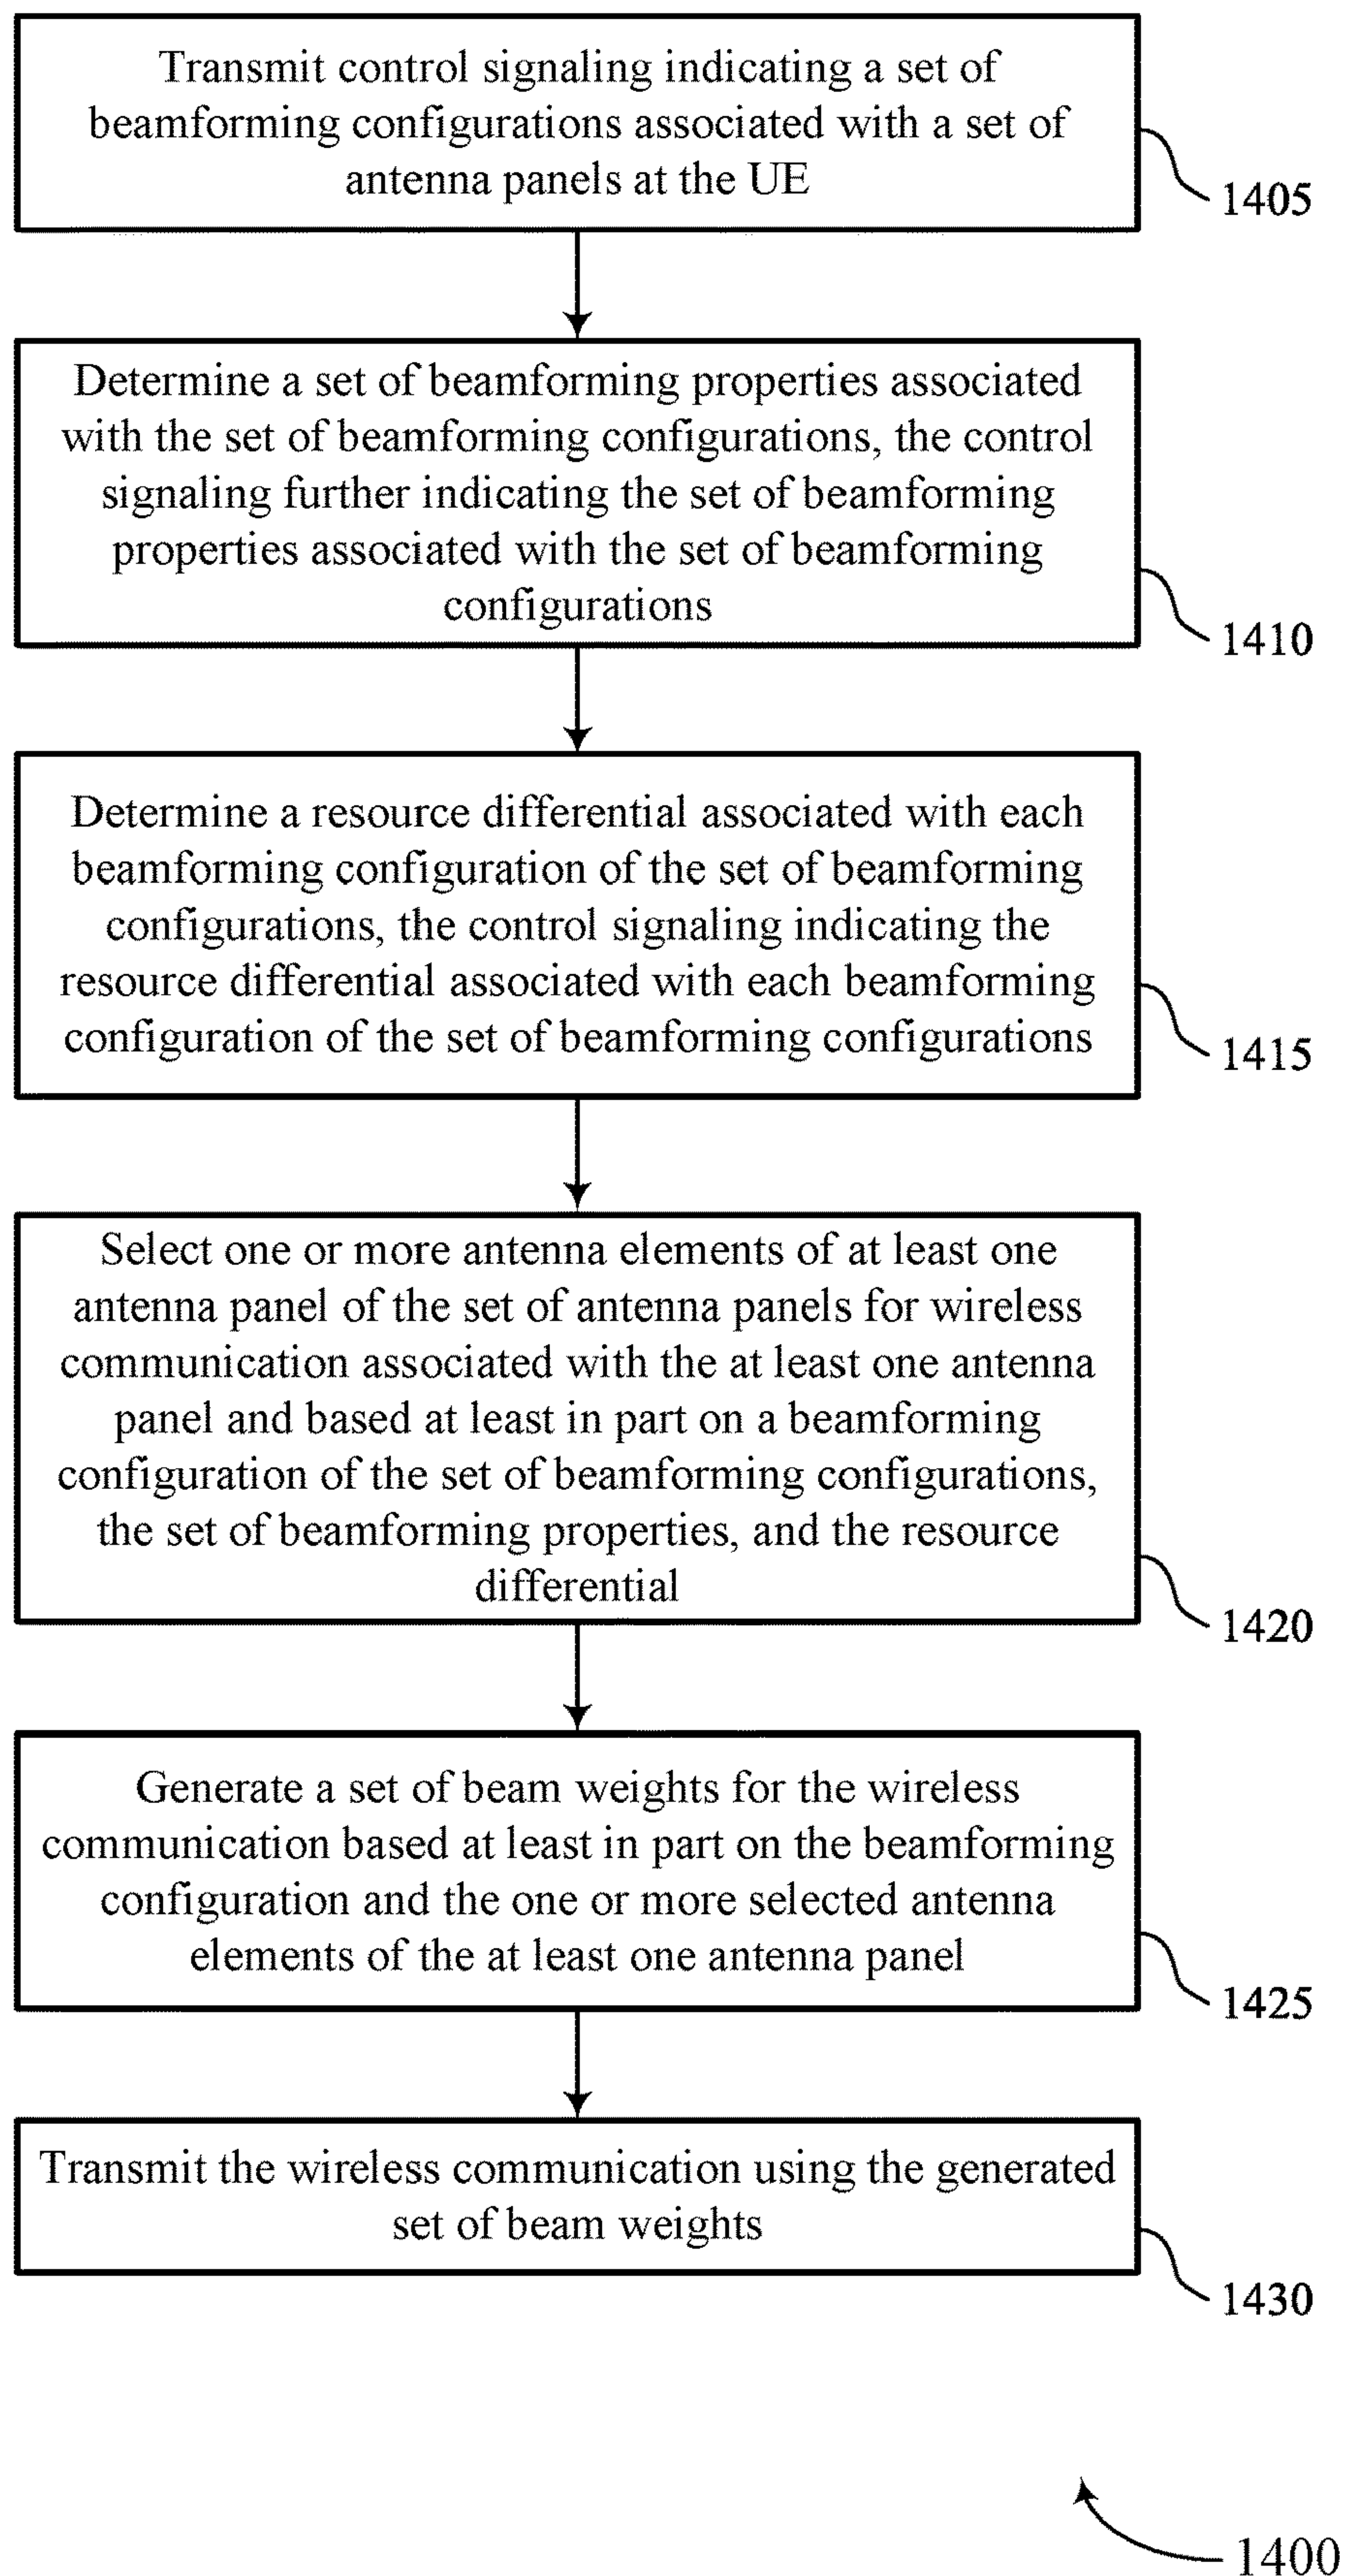 Transmit control signaling indicating a set of
beamforming configurations associated with a set of
antenna panels at the UE
1405
Determine a set of beamforming properties associated
with the set of beamforming configurations, the control
signaling further indicating the set of beamforming
properties associated with the set of beamforming
configurations
1410
Determine a resource differential associated with each
beamforming configuration of the set of beamforming
configurations, the control signaling indicating the
resource differential associated with each beamforming
configuration of the set of beamforming configurations
1415
Select one or more antenna elements of at least one
antenna panel of the set of antenna panels for wireless
communication associated with the at least one antenna
panel and based at least in part on a beamforming
configuration of the set of beamforming configurations,
the set of beamforming properties, and the resource
differential
1420
Generate a set of beam weights for the wireless
communication based at least in part on the beamforming
configuration and the one or more selected antenna
elements of the at least one antenna panel
1425
Transmit the wireless communication using the generated
set of beam weights
1430
1400